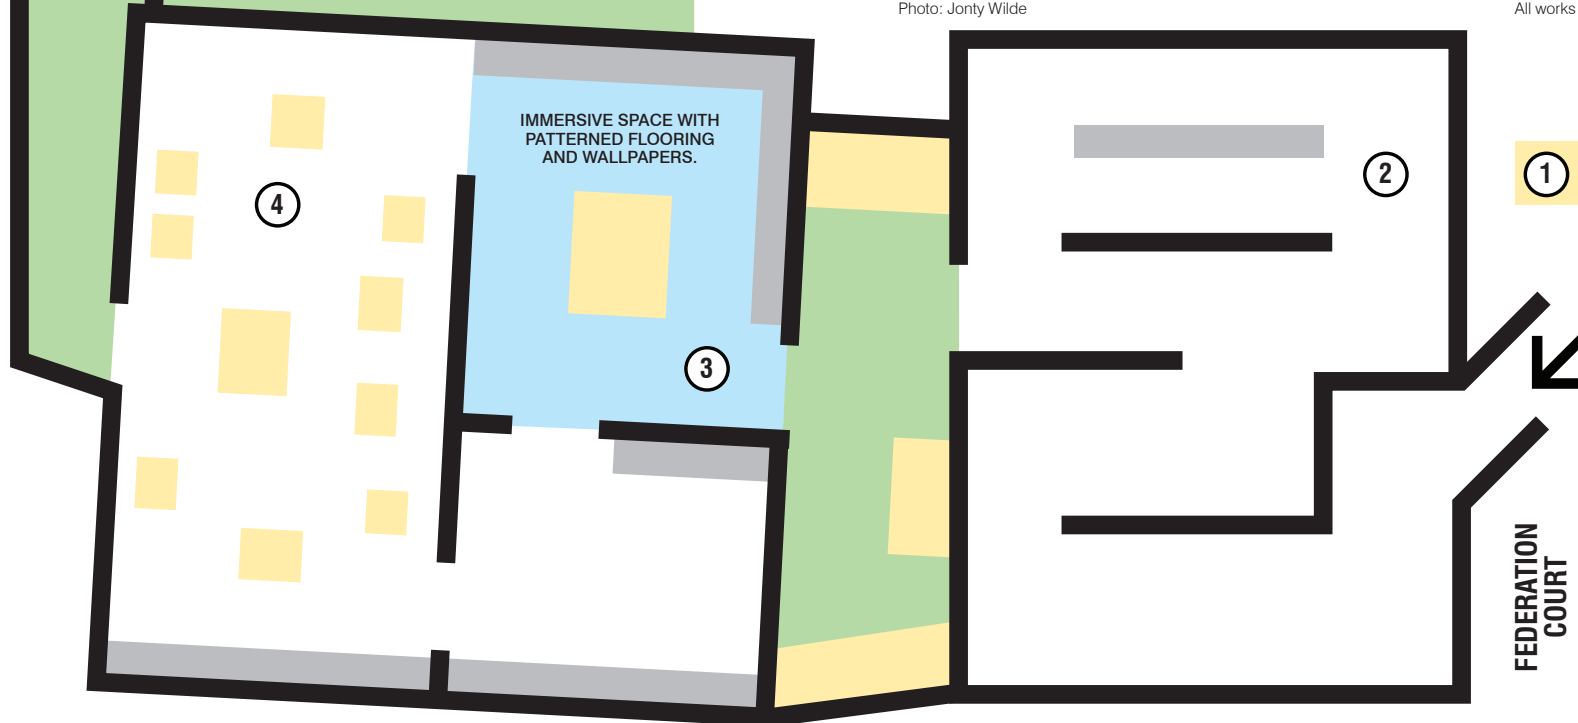 Photo: Jonty Wilde
All works
IMMERSIVE SPACE WITH
PATTERNED FLOORING
AND WALLPAPERS.
1
2
3
4
FEDERATION
COURT